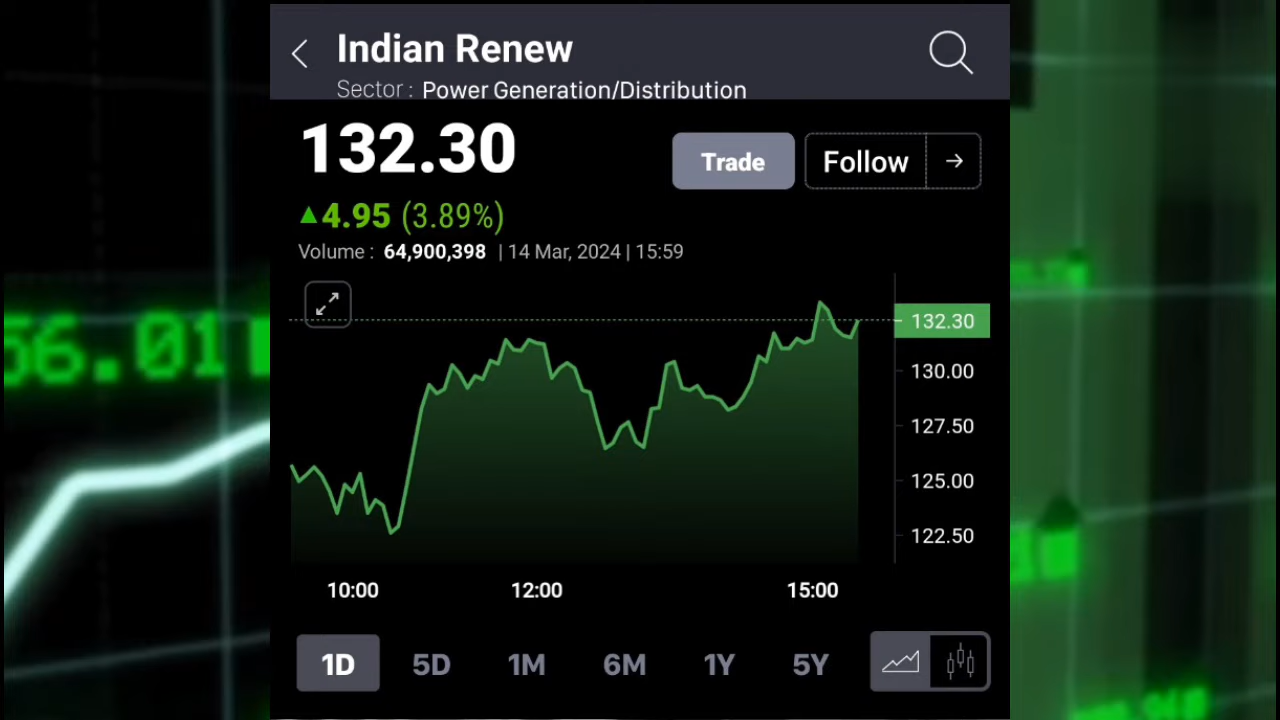 Indian Renew
Sector : Power Generation/Distribution
132.30
Trade
Follow →
▲4.95 (3.89%)
Volume : 64,900,398 | 14 Mar, 2024 | 15:59
132.30
130.00
127.50
125.00
122.50
10:00 12:00 15:00
1D 5D 1M 6M 1Y 5Y
56.01